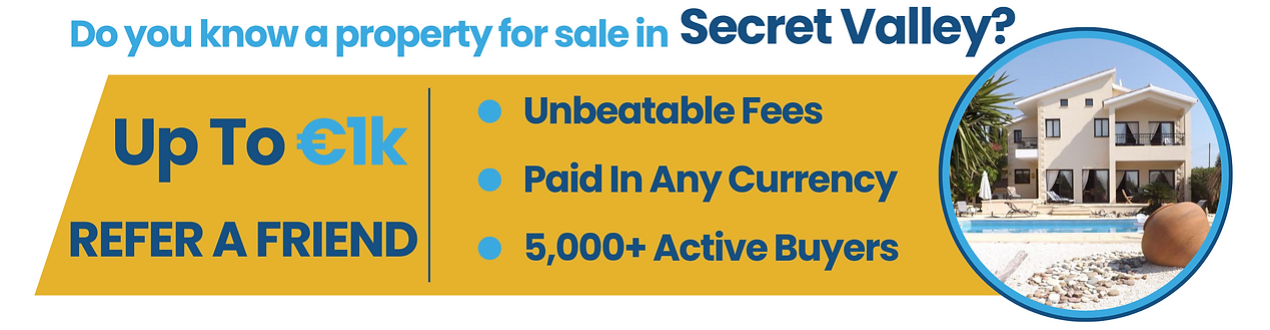 Do you know a property for sale in Secret Valley?
Up To €1k
REFER A FRIEND
Unbeatable Fees
Paid In Any Currency
5,000+ Active Buyers